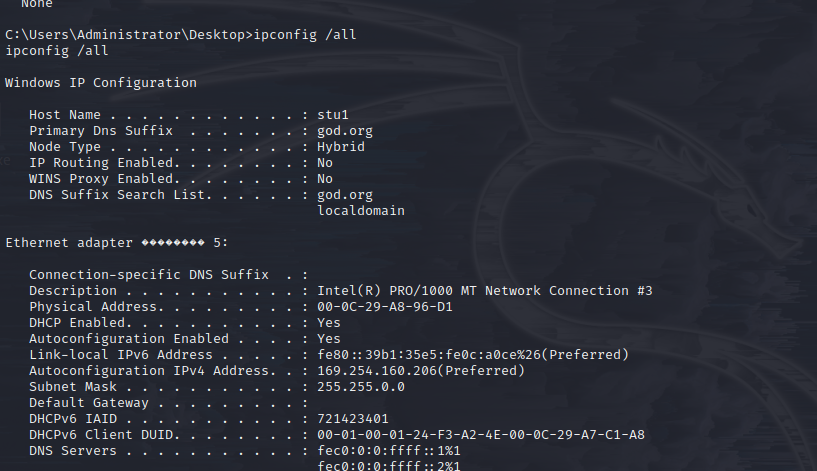 None
C:\Users\Administrator\Desktop>ipconfig /all
ipconfig /all
Windows IP Configuration
Host Name . . . . . . . . . . . . : stu1
Primary Dns Suffix . . . . . . . : god.org
Node Type . . . . . . . . . . . . : Hybrid
IP Routing Enabled. . . . . . . . : No
WINS Proxy Enabled. . . . . . . . : No
DNS Suffix Search List. . . . . . : god.org
localdomain
Ethernet adapter ��������� 5:
Connection-specific DNS Suffix . :
Description . . . . . . . . . . . : Intel(R) PRO/1000 MT Network Connection #3
Physical Address. . . . . . . . . : 00-0C-29-A8-96-D1
DHCP Enabled. . . . . . . . . . . : Yes
Autoconfiguration Enabled . . . . : Yes
Link-local IPv6 Address . . . . . : fe80::39b1:35e5:fe0c:a0ce%26(Preferred)
Autoconfiguration IPv4 Address. . : 169.254.160.206(Preferred)
Subnet Mask . . . . . . . . . . . : 255.255.0.0
Default Gateway . . . . . . . . . :
DHCPv6 IAID . . . . . . . . . . . : 721423401
DHCPv6 Client DUID. . . . . . . . : 00-01-00-01-24-F3-A2-4E-00-0C-29-A7-C1-A8
DNS Servers . . . . . . . . . . . : fec0:0:0:ffff::1%1
fec0:0:0:ffff::2%1